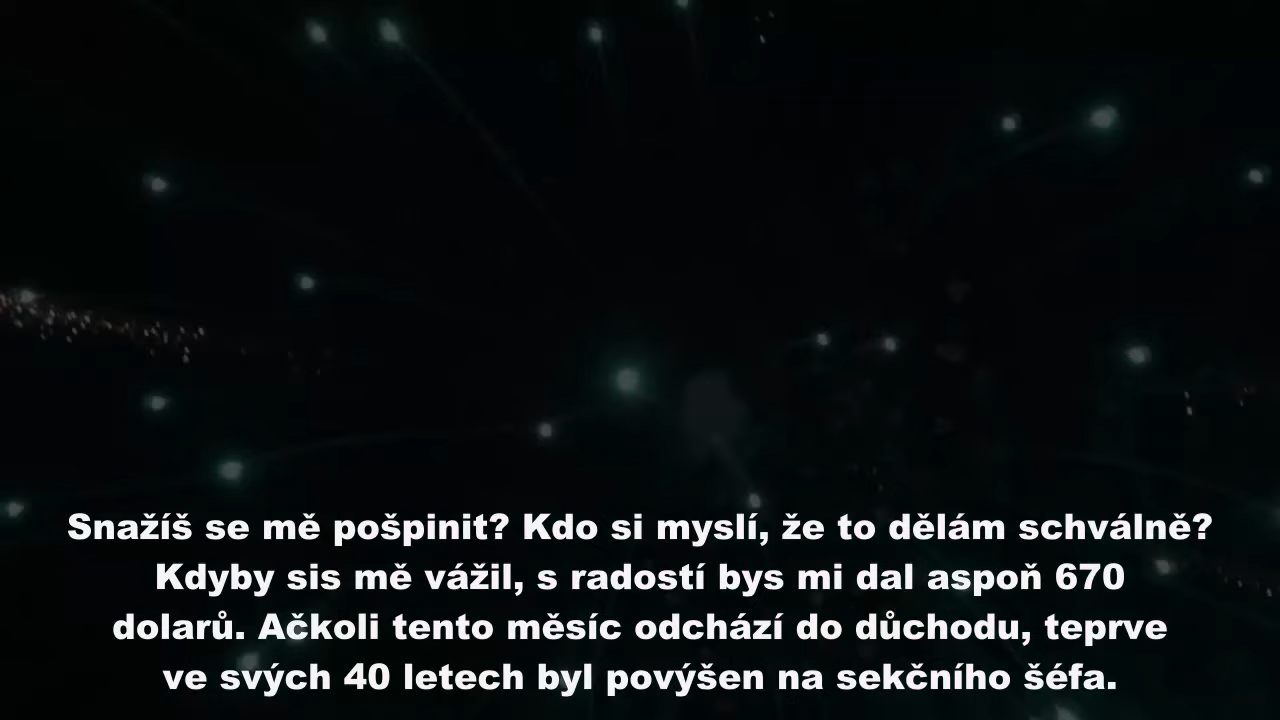 Snažíš se mě pošpinit? Kdo si myslí, že to dělám schválně?
Kdyby sis mě vážil, s radostí bys mi dal aspoň 670
dolarů. Ačkoli tento měsíc odchází do důchodu, teprve
ve svých 40 letech byl povýšen na sekčního šéfa.